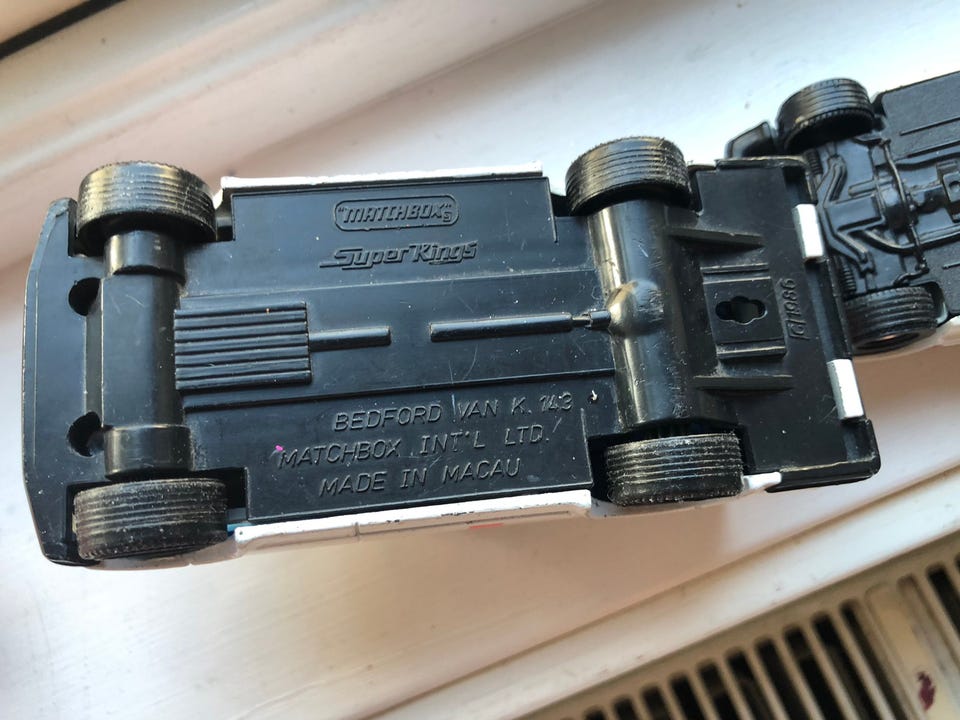 "MATCHBOX"
SuperKings
BEDFORD VAN K. 143
MATCHBOX INT'L LTD.
MADE IN MACAU
© 1986